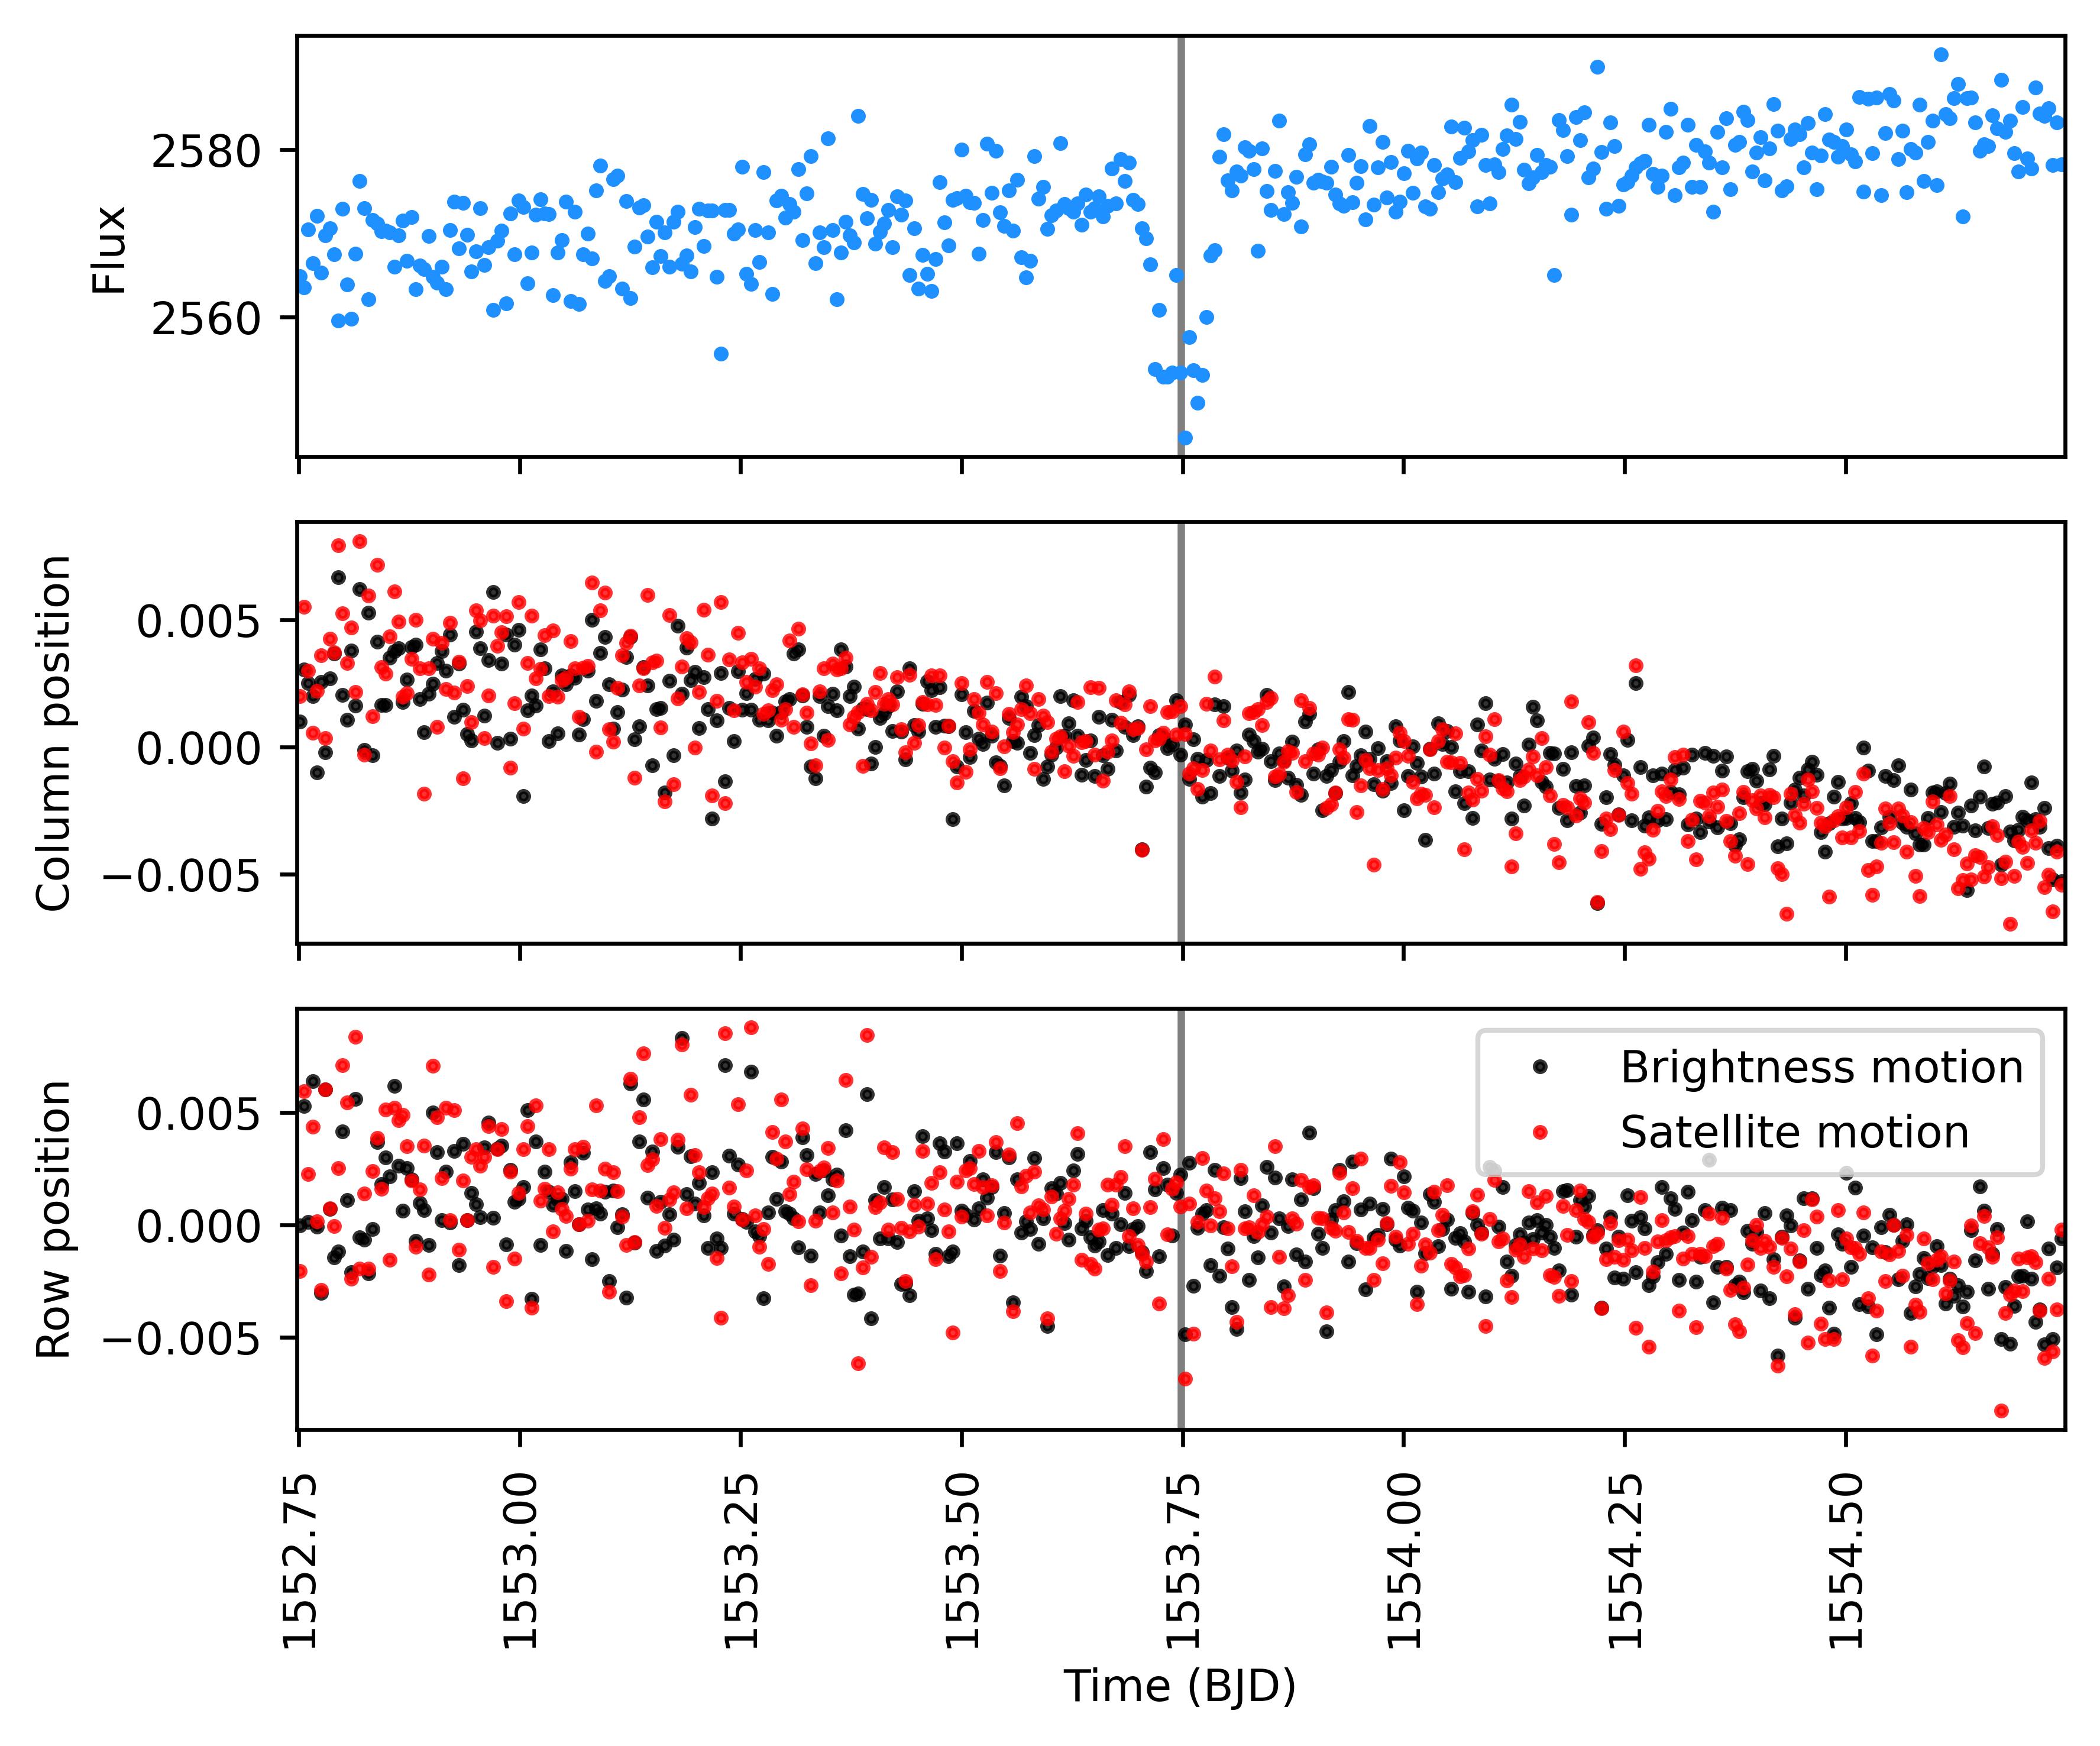 2580
2560
Flux
0.005
0.000
−0.005
Column position
0.005
0.000
−0.005
Row position
Brightness motion
Satellite motion
1552.75
1553.00
1553.25
1553.50
1553.75
1554.00
1554.25
1554.50
Time (BJD)